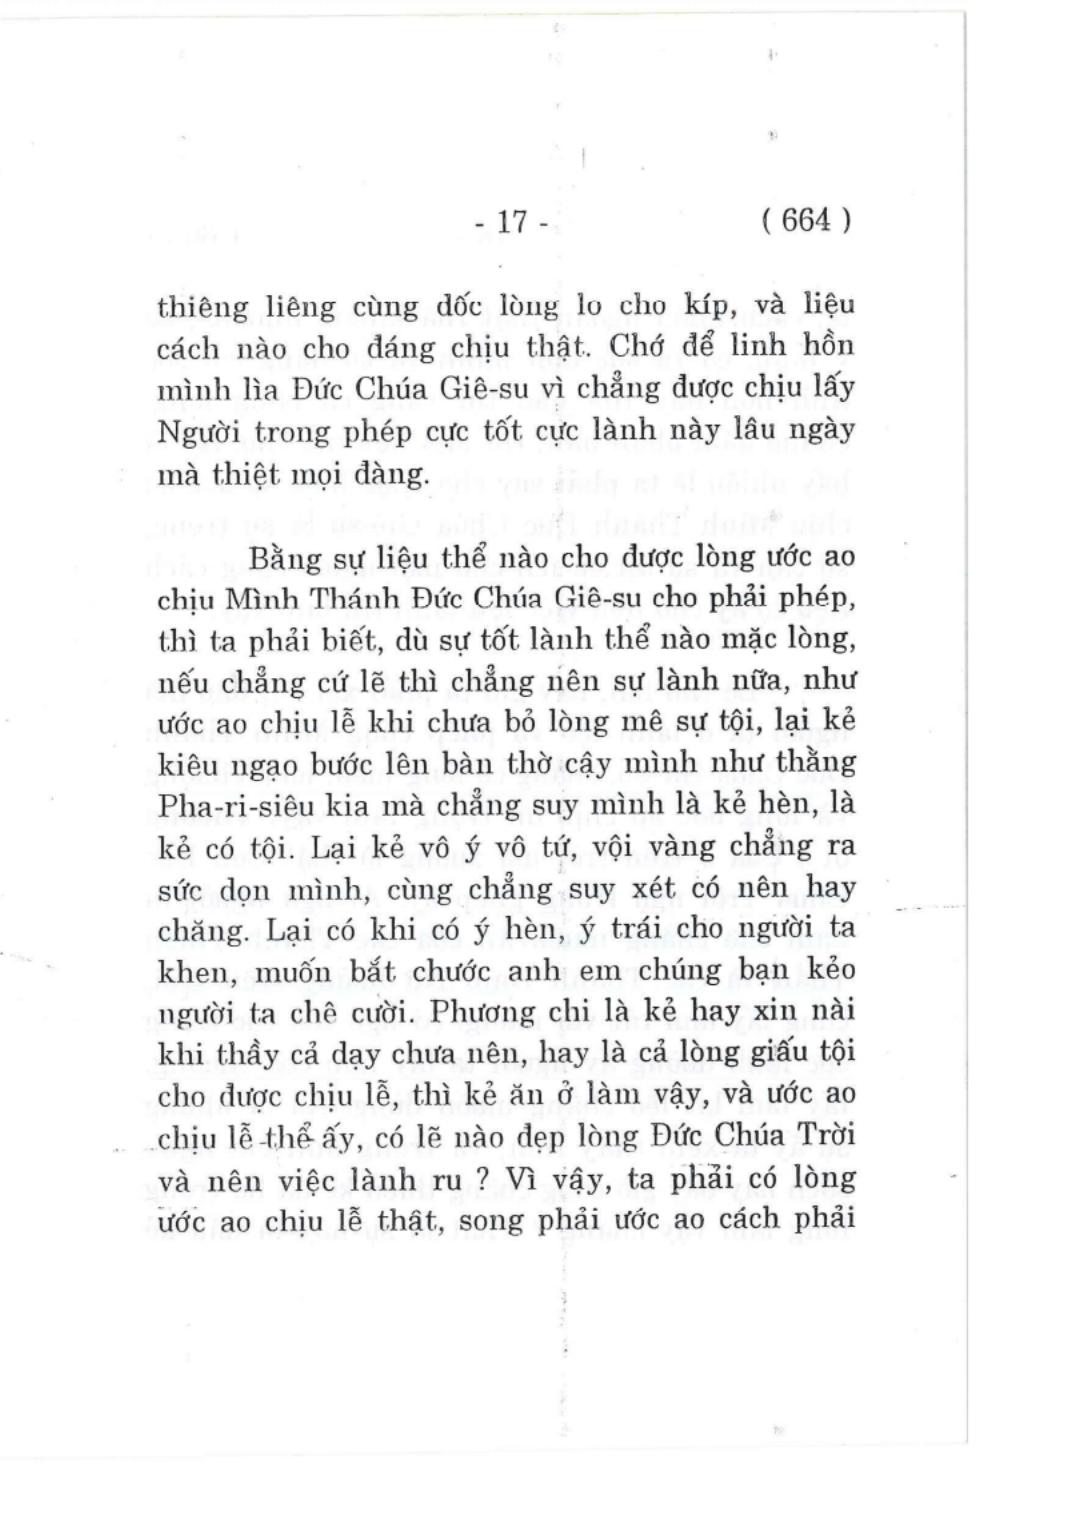 - 17 - ( 664 )
thiêng liêng cùng dốc lòng lo cho kíp, và liệu
cách nào cho đáng chịu thật. Chớ để linh hồn
mình lìa Đức Chúa Giê-su vì chẳng được chịu lấy
Người trong phép cực tốt cực lành này lâu ngày
mà thiệt mọi đàng.
Bằng sự liệu thể nào cho được lòng ước ao
chịu Mình Thánh Đức Chúa Giê-su cho phải phép,
thì ta phải biết, dù sự tốt lành thể nào mặc lòng,
nếu chẳng cứ lẽ thì chẳng nên sự lành nữa, như
ước ao chịu lễ khi chưa bỏ lòng mê sự tội, lại kẻ
kiêu ngạo bước lên bàn thờ cậy mình như thằng
Pha-ri-siêu kia mà chẳng suy mình là kẻ hèn, là
kẻ có tội. Lại kẻ vô ý vô tứ, vội vàng chẳng ra
sức dọn mình, cùng chẳng suy xét có nên hay
chăng. Lại có khi có ý hèn, ý trái cho người ta
khen, muốn bắt chước anh em chúng bạn kẻo
người ta chê cười. Phương chi là kẻ hay xin nài
khi thầy cả dạy chưa nên, hay là cả lòng giấu tội
cho được chịu lễ, thì kẻ ăn ở làm vậy, và ước ao
chịu lễ thể ấy, có lẽ nào đẹp lòng Đức Chúa Trời
và nên việc lành ru ? Vì vậy, ta phải có lòng
ước ao chịu lễ thật, song phải ước ao cách phải